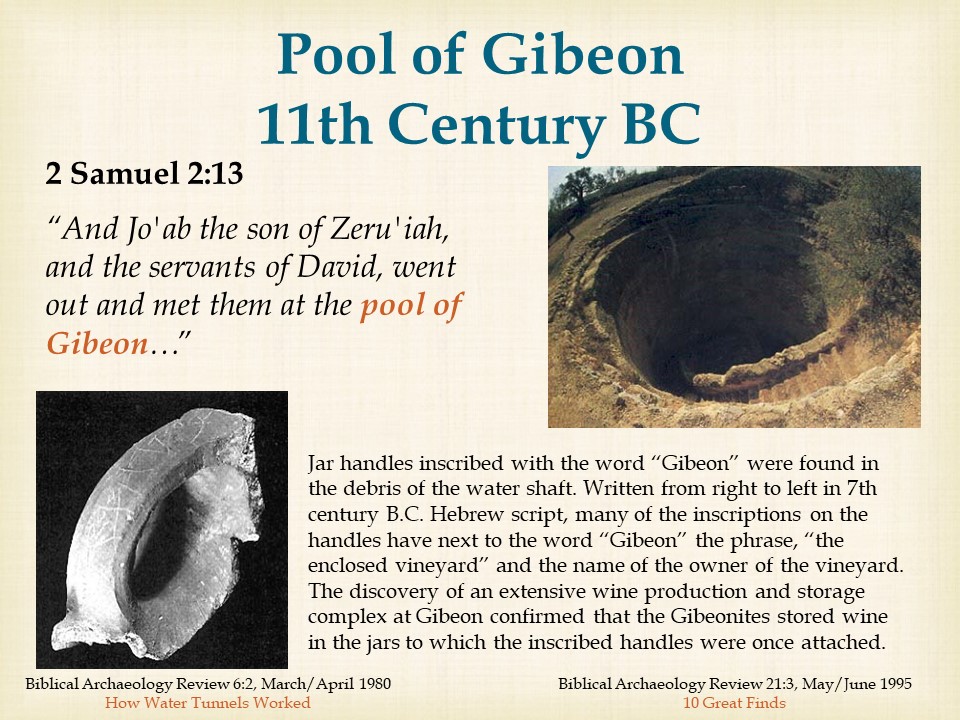 Pool of Gibeon
11th Century BC
2 Samuel 2:13
“And Jo'ab the son of Zeru'iah,
and the servants of David, went
out and met them at the pool of
Gibeon…”
Jar handles inscribed with the word “Gibeon” were found in
the debris of the water shaft. Written from right to left in 7th
century B.C. Hebrew script, many of the inscriptions on the
handles have next to the word “Gibeon” the phrase, “the
enclosed vineyard” and the name of the owner of the vineyard.
The discovery of an extensive wine production and storage
complex at Gibeon confirmed that the Gibeonites stored wine
in the jars to which the inscribed handles were once attached.
Biblical Archaeology Review 6:2, March/April 1980
How Water Tunnels Worked
Biblical Archaeology Review 21:3, May/June 1995
10 Great Finds